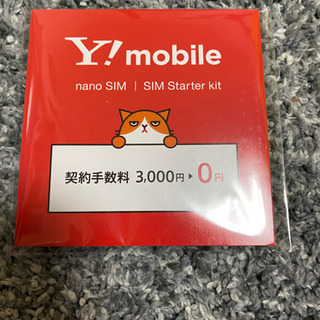 Y! mobile
nano SIM | SIM Starter kit
契約手数料 3,000円 ▶ 0円